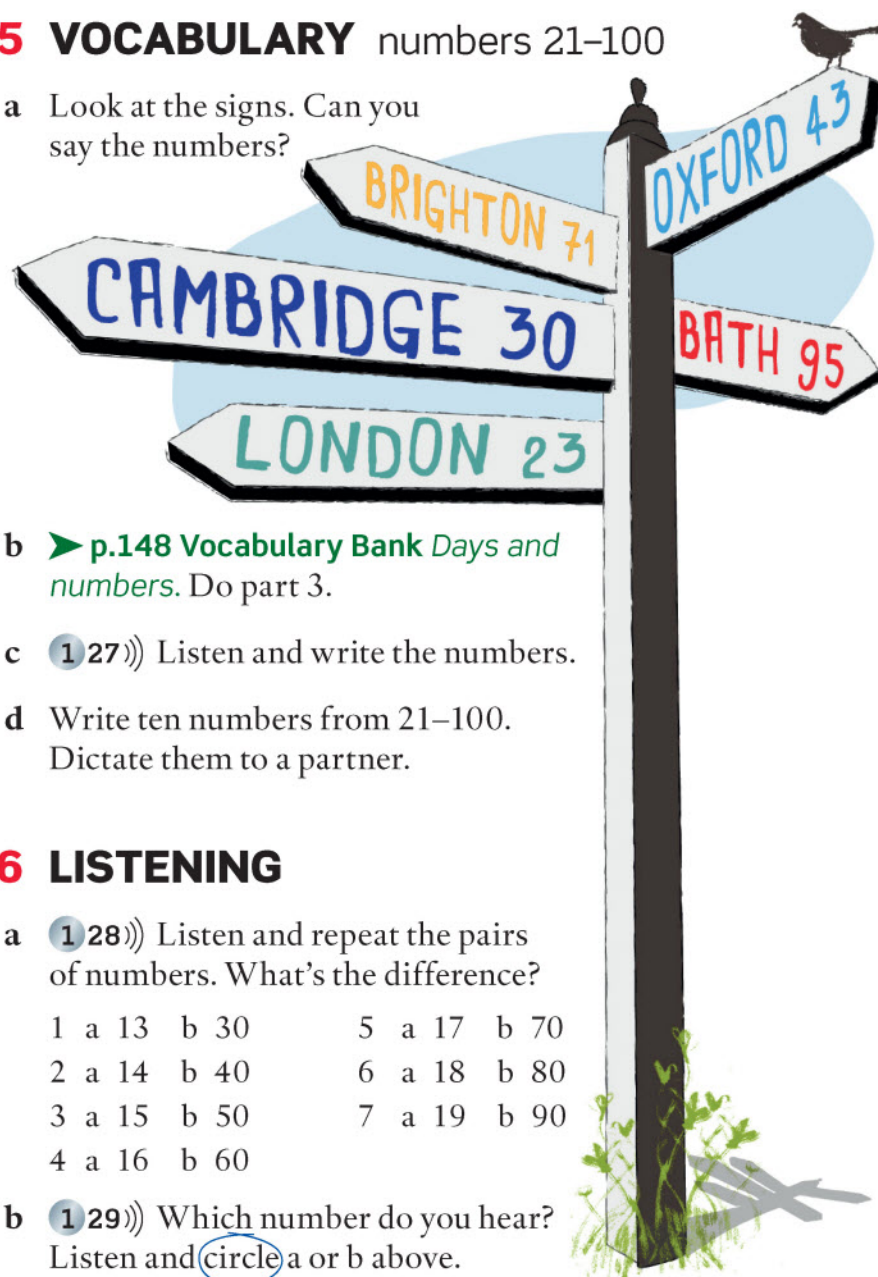 5 VOCABULARY numbers 21–100
a Look at the signs. Can you
say the numbers?
BRIGHTON 71
OXFORD 43
CAMBRIDGE 30
BATH 95
LONDON 23
b ➤ p.148 Vocabulary Bank Days and
numbers. Do part 3.
c 1 27))) Listen and write the numbers.
d Write ten numbers from 21–100.
Dictate them to a partner.
6 LISTENING
a 1 28))) Listen and repeat the pairs
of numbers. What's the difference?
1 a 13 b 30 5 a 17 b 70
2 a 14 b 40 6 a 18 b 80
3 a 15 b 50 7 a 19 b 90
4 a 16 b 60
b 1 29))) Which number do you hear?
Listen and circle a or b above.